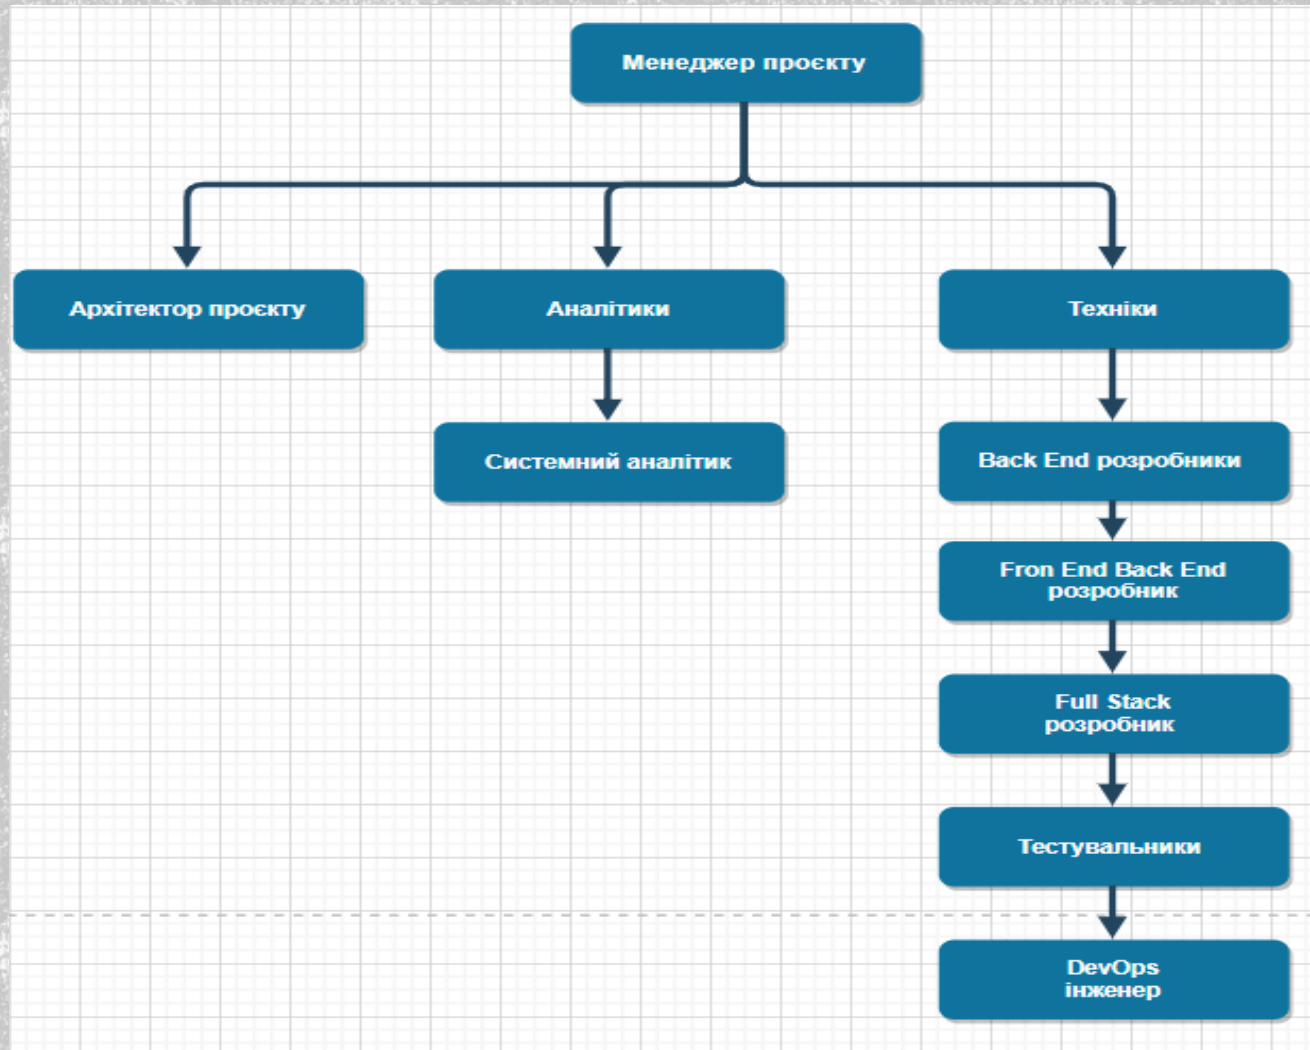 Менеджер проєкту
Архітектор проєкту
Аналітики
Техніки
Системний аналітик
Back End розробники
Fron End Back End
розробник
Full Stack
розробник
Тестувальники
DevOps
інженер